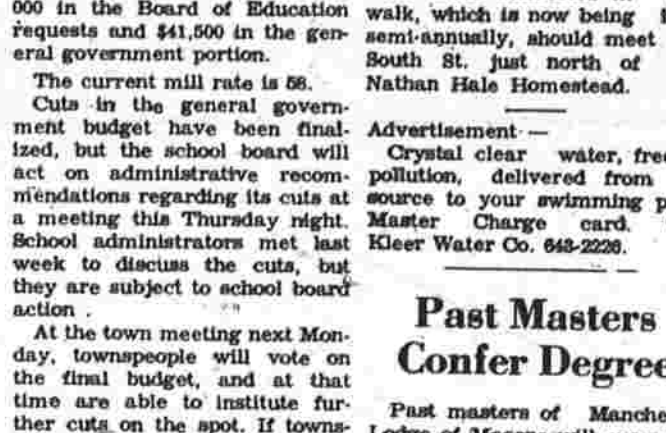 000 in the Board of Education
requests and $41,500 in the gen-
eral government portion.
The current mill rate is 58.
Cuts in the general govern-
ment budget have been final-
ized, but the school board will
act on administrative recom-
mendations regarding its cuts at
a meeting this Thursday night.
School administrators met last
week to discuss the cuts, but
they are subject to school board
action .
At the town meeting next Mon-
day, townspeople will vote on
the final budget, and at that
time are able to institute fur-
ther cuts on the spot. If towns-
walk, which is now being
semi-annually, should meet
South St. just north of
Nathan Hale Homestead.
Advertisement —
Crystal clear water, free
pollution, delivered from
source to your swimming p
Master Charge card.
Kleer Water Co. 643-2226.
Past Masters
Confer Degree
Past masters of Manche